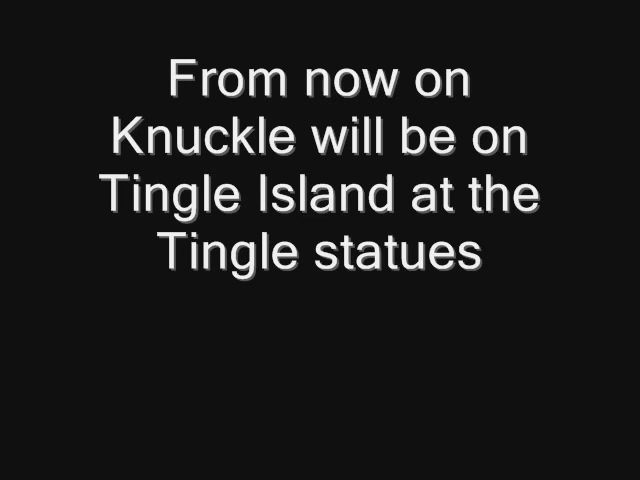 From now on
Knuckle will be on
Tingle Island at the
Tingle statues